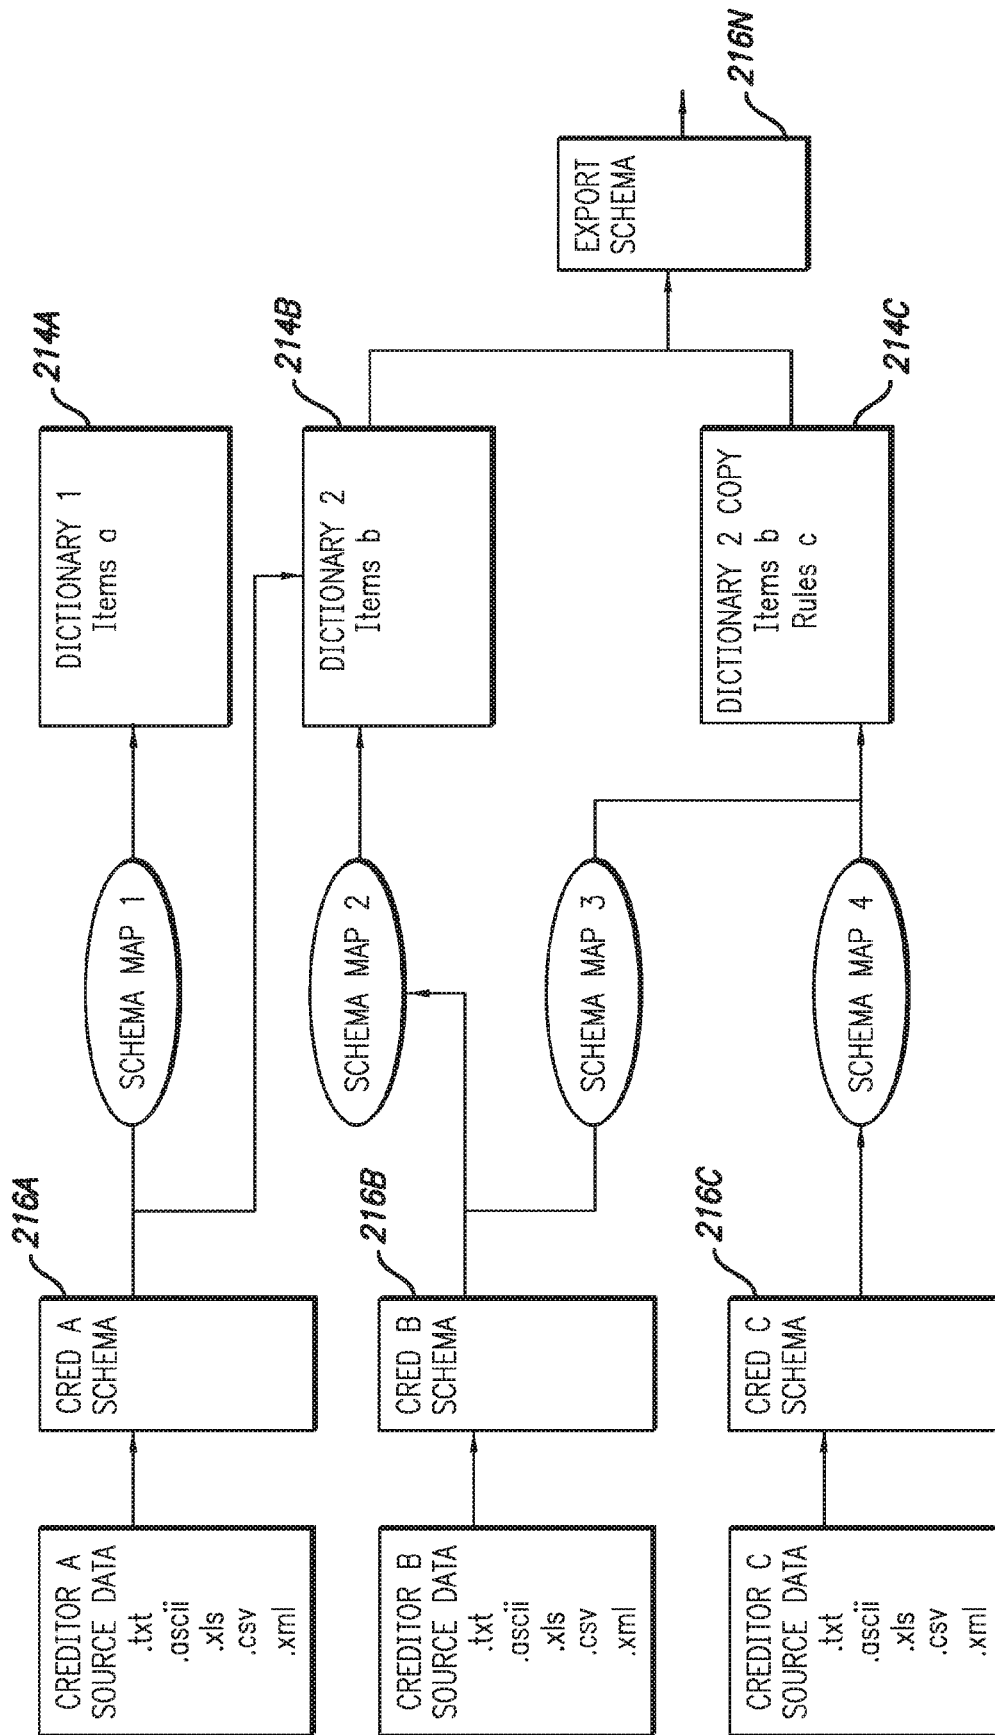 CREDITOR A
SOURCE DATA
.txt
.ascii
.xls
.csv
.xml
CRED A
SCHEMA
216A
SCHEMA MAP 1
DICTIONARY 1
Items a
214A
CREDITOR B
SOURCE DATA
.txt
.ascii
.xls
.csv
.xml
CRED B
SCHEMA
216B
SCHEMA MAP 2
DICTIONARY 2
Items b
214B
SCHEMA MAP 3
EXPORT
SCHEMA
216N
CREDITOR C
SOURCE DATA
.txt
.ascii
.xls
.csv
.xml
CRED C
SCHEMA
216C
SCHEMA MAP 4
DICTIONARY 2 COPY
Items b
Rules c
214C